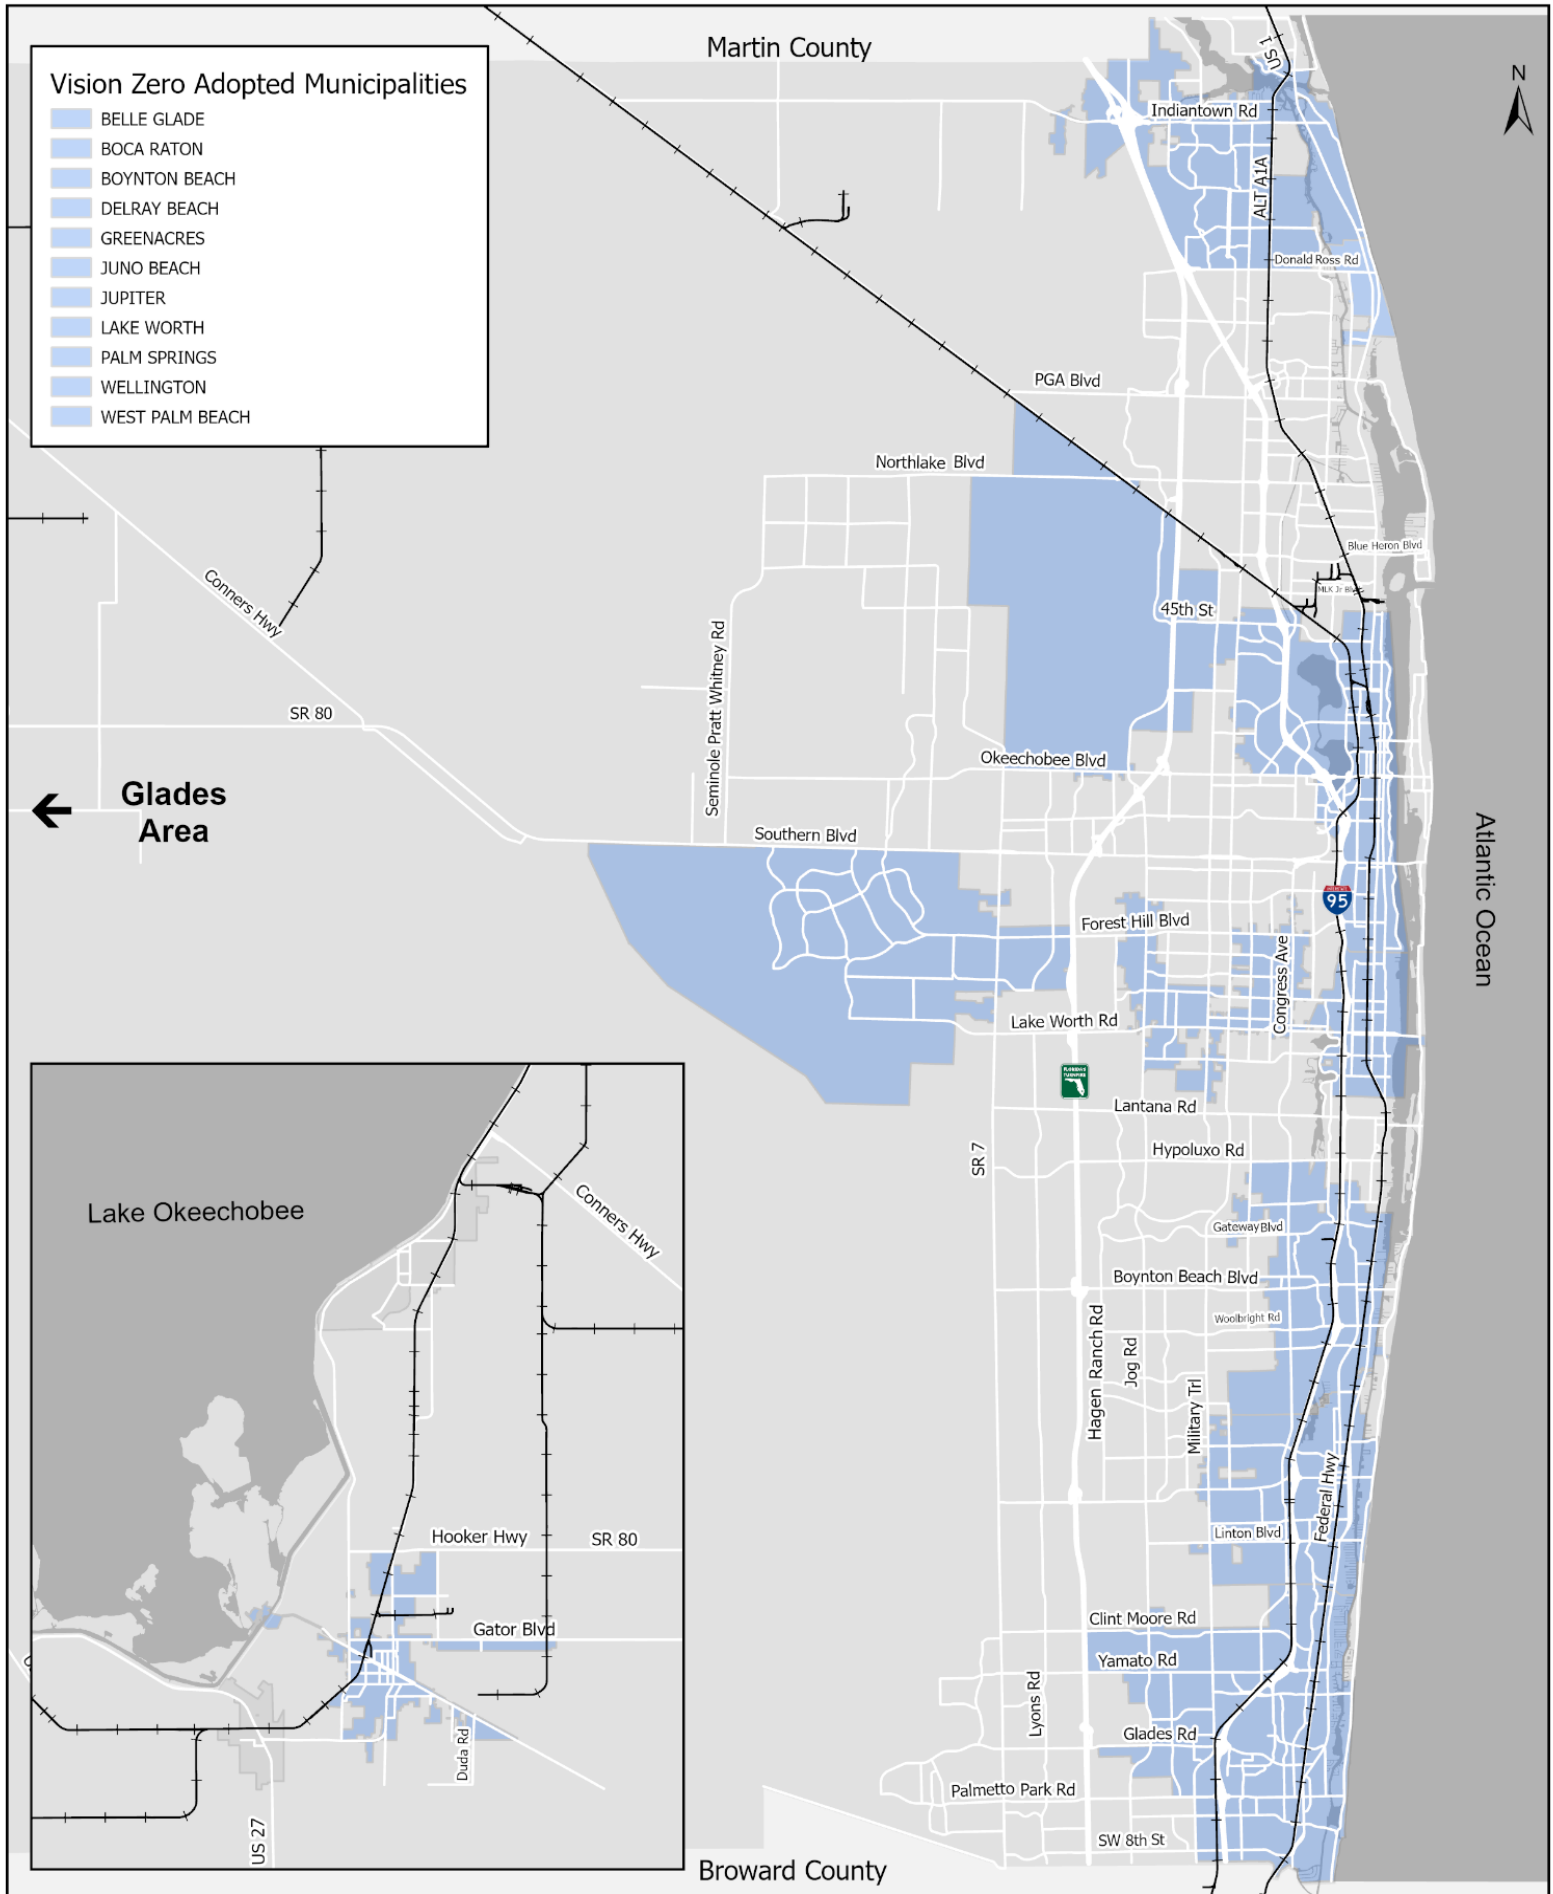 Martin County
US 1
N
Vision Zero Adopted Municipalities
BELLE GLADE
BOCA RATON
BOYNTON BEACH
DELRAY BEACH
GREENACRES
JUNO BEACH
JUPITER
LAKE WORTH
PALM SPRINGS
WELLINGTON
WEST PALM BEACH
Indiantown Rd
ALT A1A
Donald Ross Rd
PGA Blvd
Northlake Blvd
Blue Heron Blvd
Conners Hwy
45th St
Seminole Pratt Whitney Rd
SR 80
Okeechobee Blvd
Glades
Area
Southern Blvd
Atlantic Ocean
95
Forest Hill Blvd
Congress Ave
Lake Worth Rd
Lantana Rd
SR 7
Hypoluxo Rd
Lake Okeechobee
Conners Hwy
Gateway Blvd
Boynton Beach Blvd
Woolbright Rd
Hagen Ranch Rd
Jog Rd
Military Trl
Federal Hwy
Hooker Hwy
SR 80
Linton Blvd
Clint Moore Rd
Gator Blvd
Yamato Rd
Lyons Rd
Glades Rd
Duda Rd
Palmetto Park Rd
US 27
SW 8th St
Broward County